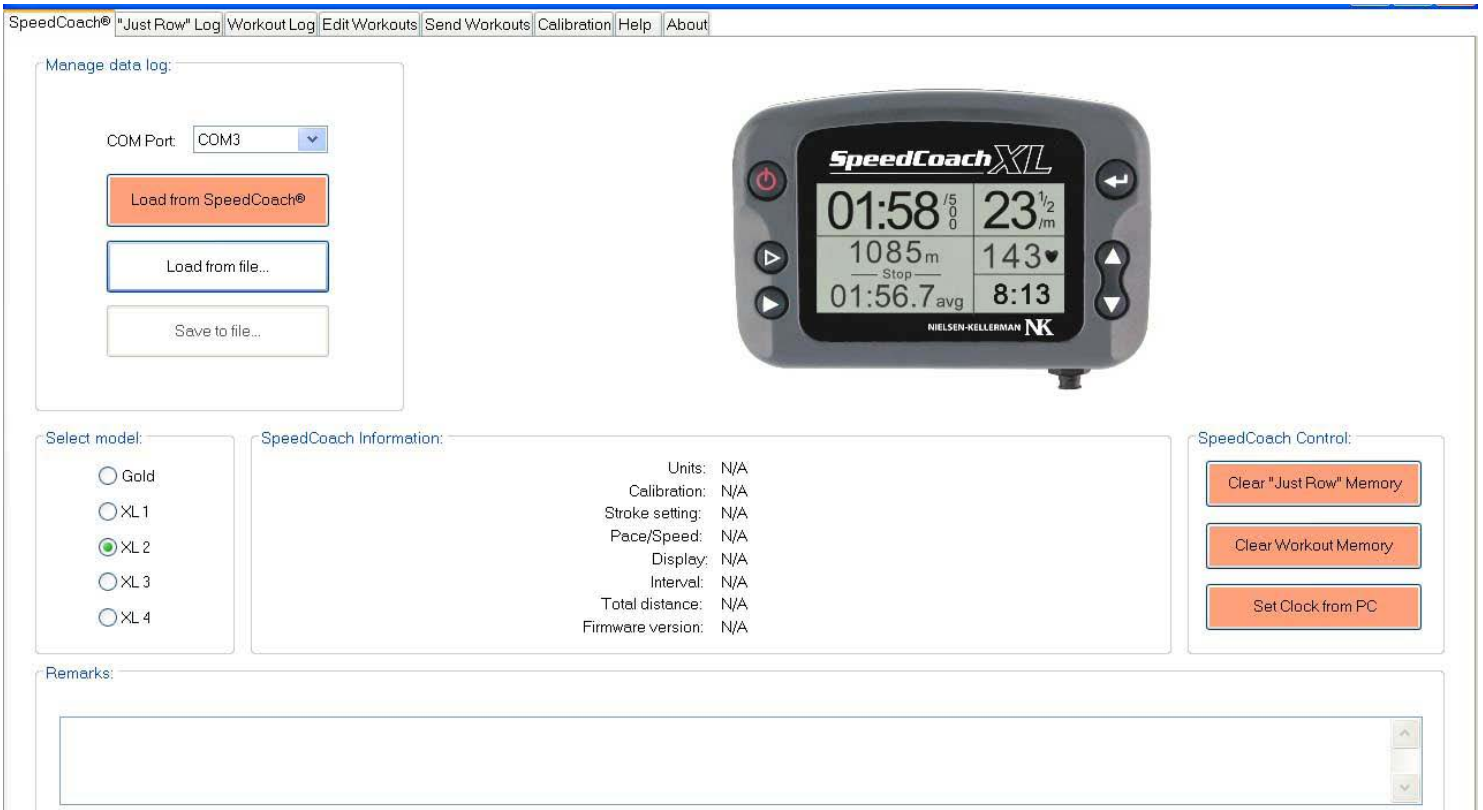 SpeedCoach® "Just Row" Log Workout Log Edit Workouts Send Workouts Calibration Help About
Manage data log:
COM Port: COM3
Load from SpeedCoach®
Load from file...
Save to file...
SpeedCoach XL
01:58 /500 23 1/2 /m
1085 m 143
Stop
01:56.7 avg 8:13
NIELSEN-KELLERMAN NK
Select model:
Gold
XL 1
XL 2
XL 3
XL 4
SpeedCoach Information:
Units: N/A
Calibration: N/A
Stroke setting: N/A
Pace/Speed: N/A
Display: N/A
Interval: N/A
Total distance: N/A
Firmware version: N/A
SpeedCoach Control:
Clear "Just Row" Memory
Clear Workout Memory
Set Clock from PC
Remarks: